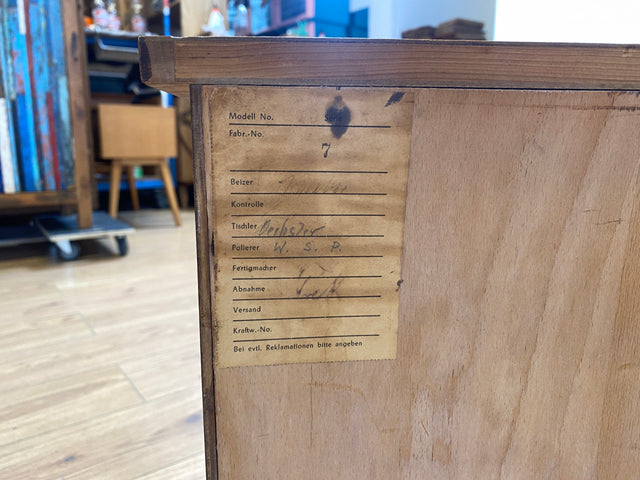 Modell No.
Fabr.-No.
7
Beizer
Kontrolle
Tischler
Polierer W. S. P.
Fertigmacher
Abnahme
Versand
Kraftw.-No.
Bei evtl. Reklamationen bitte angeben